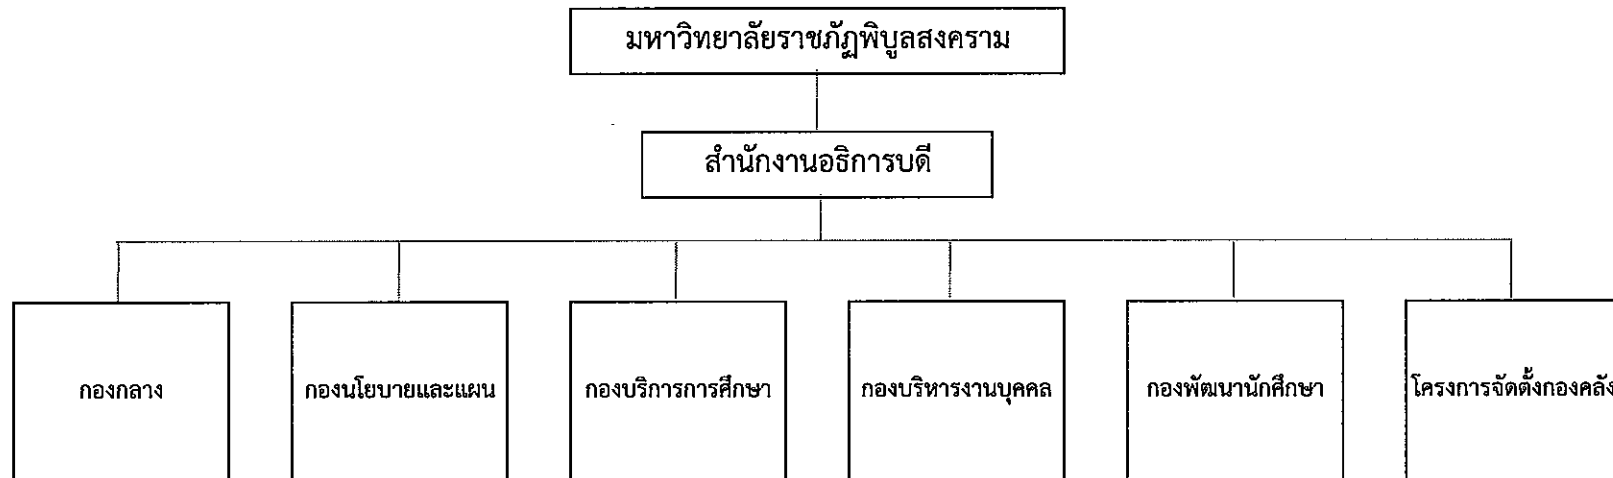 มหาวิทยาลัยราชภัฏพิบูลสงคราม
สำนักงานอธิการบดี
กองกลาง
กองนโยบายและแผน
กองบริการการศึกษา
กองบริหารงานบุคคล
กองพัฒนานักศึกษา
โครงการจัดตั้งกองคลัง